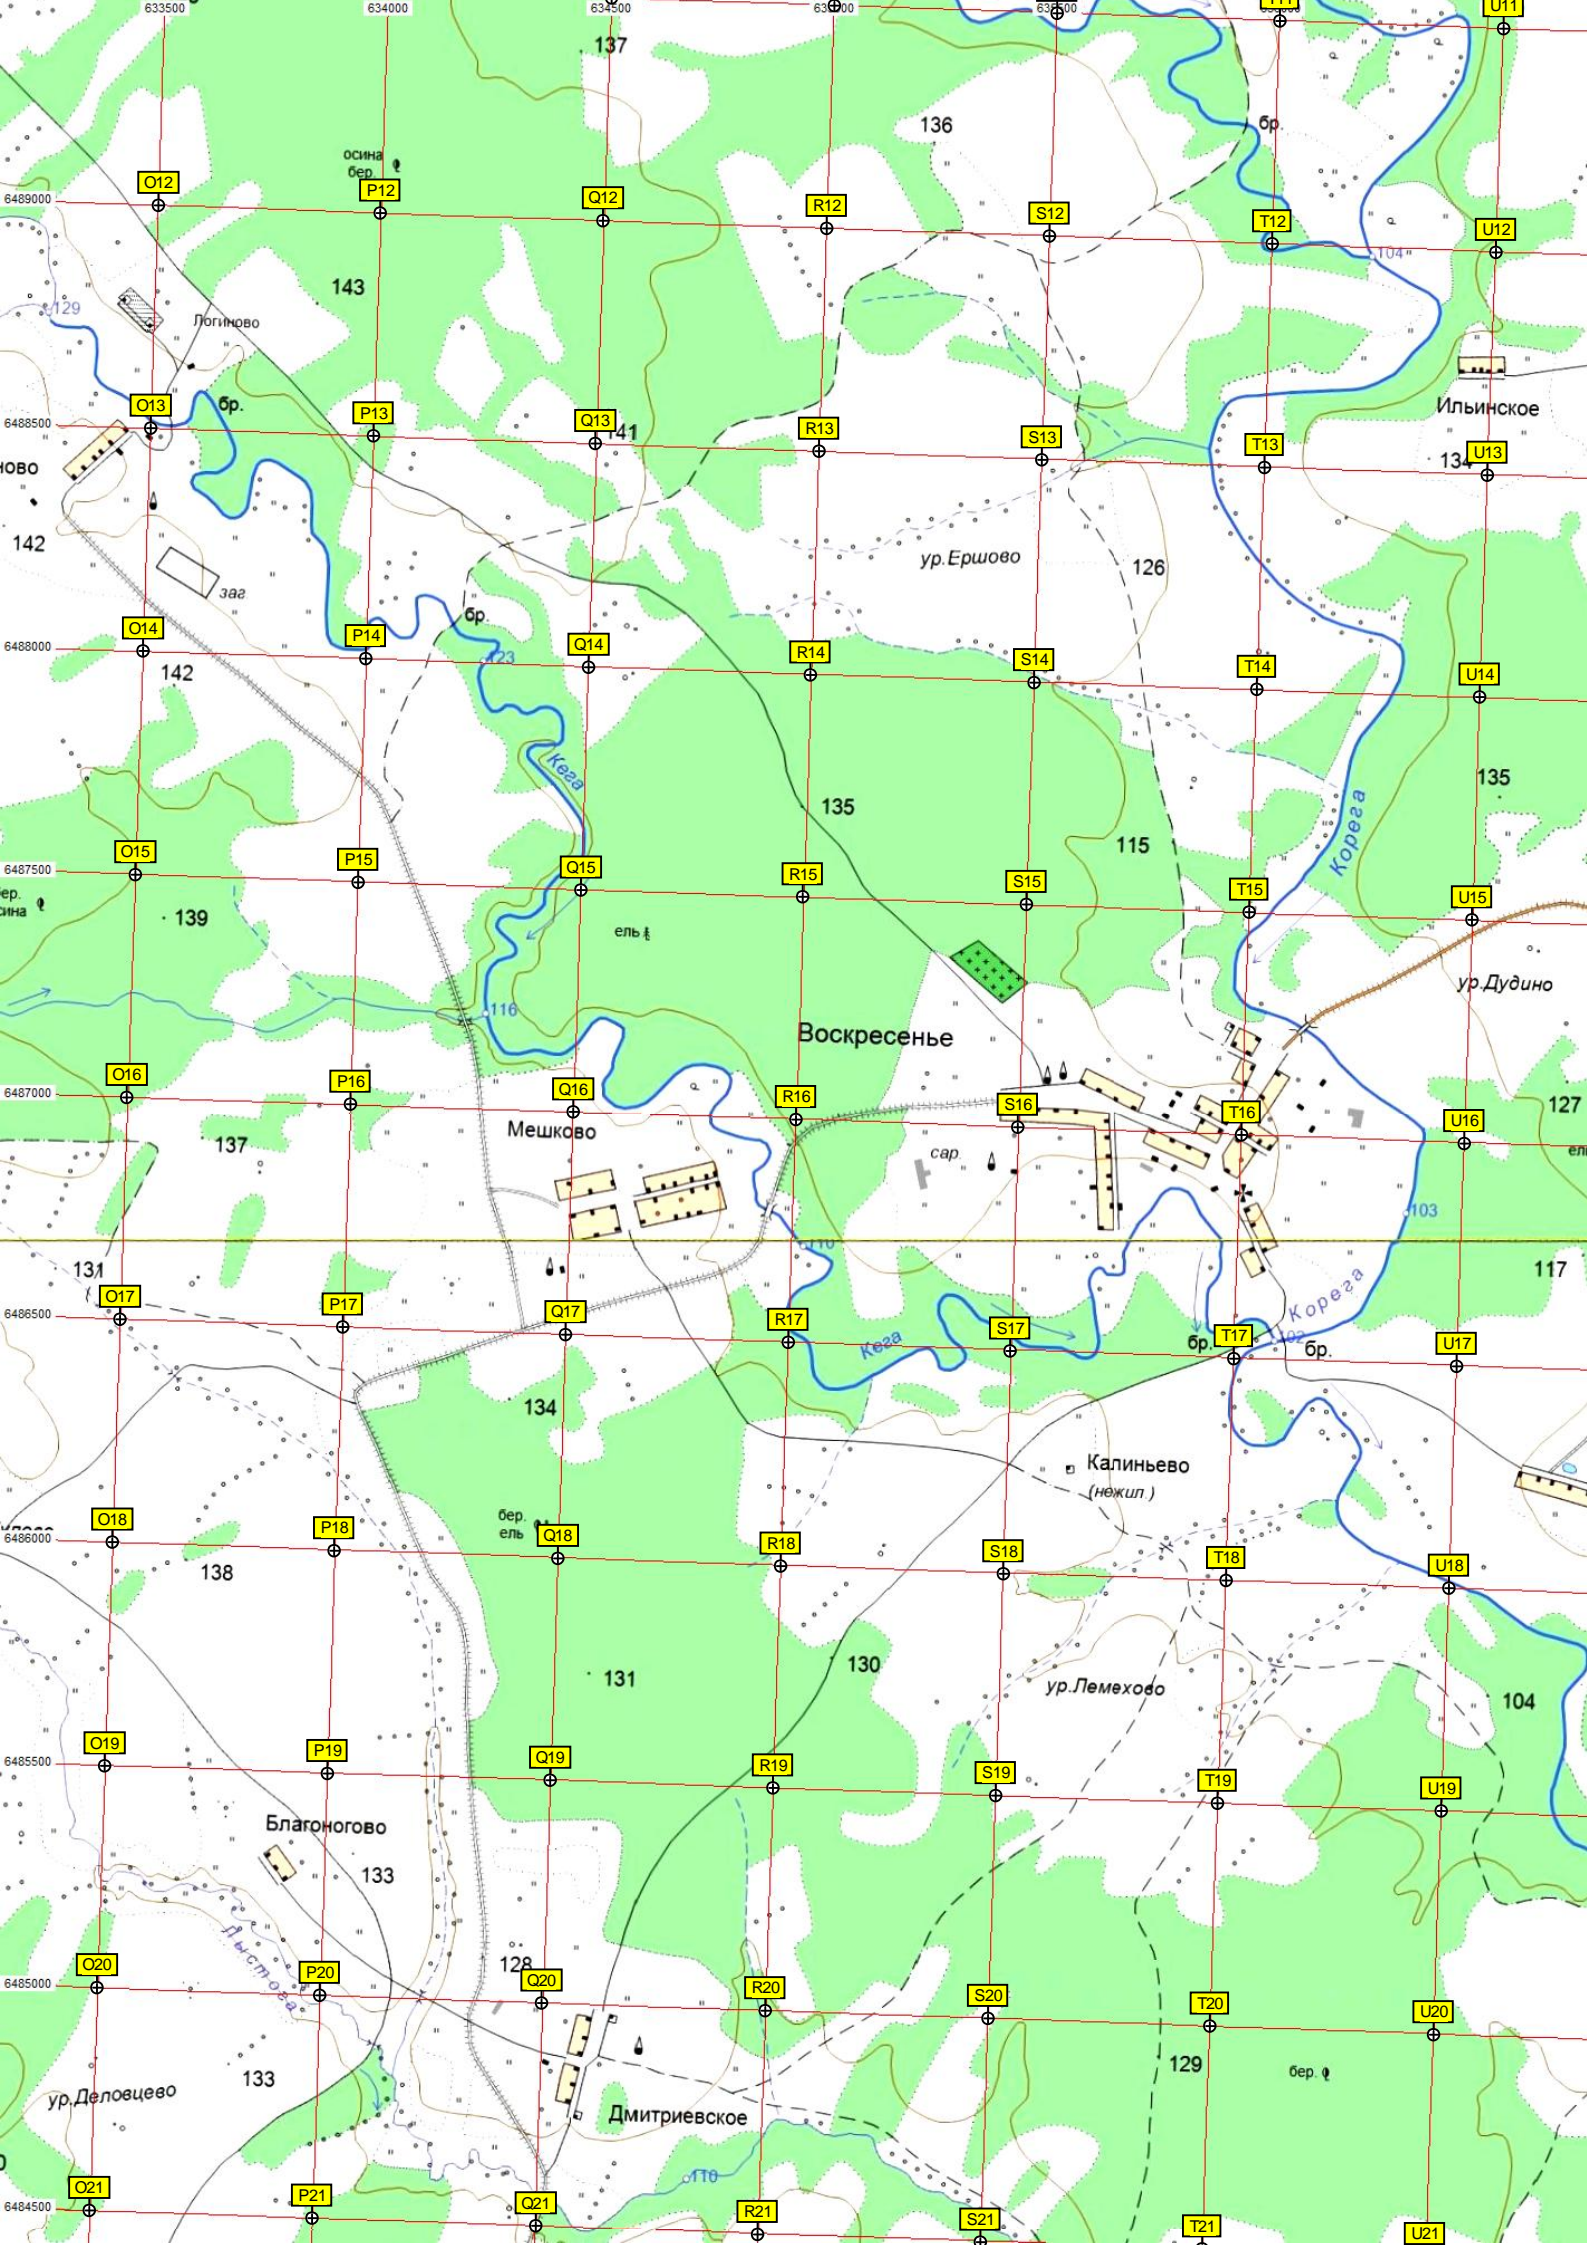 633500
634000
634500
137
U11
136
бр.
осина
бер.
O12
P12
Q12
R12
S12
T12
U12
6489000
104
143
129
Логиново
Ильинское
O13
бр.
P13
Q13
141
R13
S13
T13
134
U13
6488500
142
ур.Ершово
126
заг
бр.
O14
P14
Q14
R14
S14
T14
U14
6488000
123
142
Кега
135
135
115
Корега
O15
P15
Q15
R15
S15
T15
U15
6487500
139
ель
ур.Дудино
116
Воскресенье
O16
P16
Q16
R16
S16
T16
U16
6487000
127
137
Мешково
сар.
103
110
131
117
O17
P17
Q17
R17
S17
T17
U17
6486500
Корега
Кега
бр.
102
бр.
134
Калиньево
(нежил.)
бер.
ель
O18
P18
Q18
R18
S18
T18
U18
6486000
138
131
130
ур.Лемехово
104
O19
P19
Q19
R19
S19
T19
U19
6485500
Благоногово
133
Лыстога
128
O20
P20
Q20
R20
S20
T20
U20
6485000
133
129
бер.
ур.Деловцево
Дмитриевское
110
O21
P21
Q21
R21
S21
T21
U21
6484500